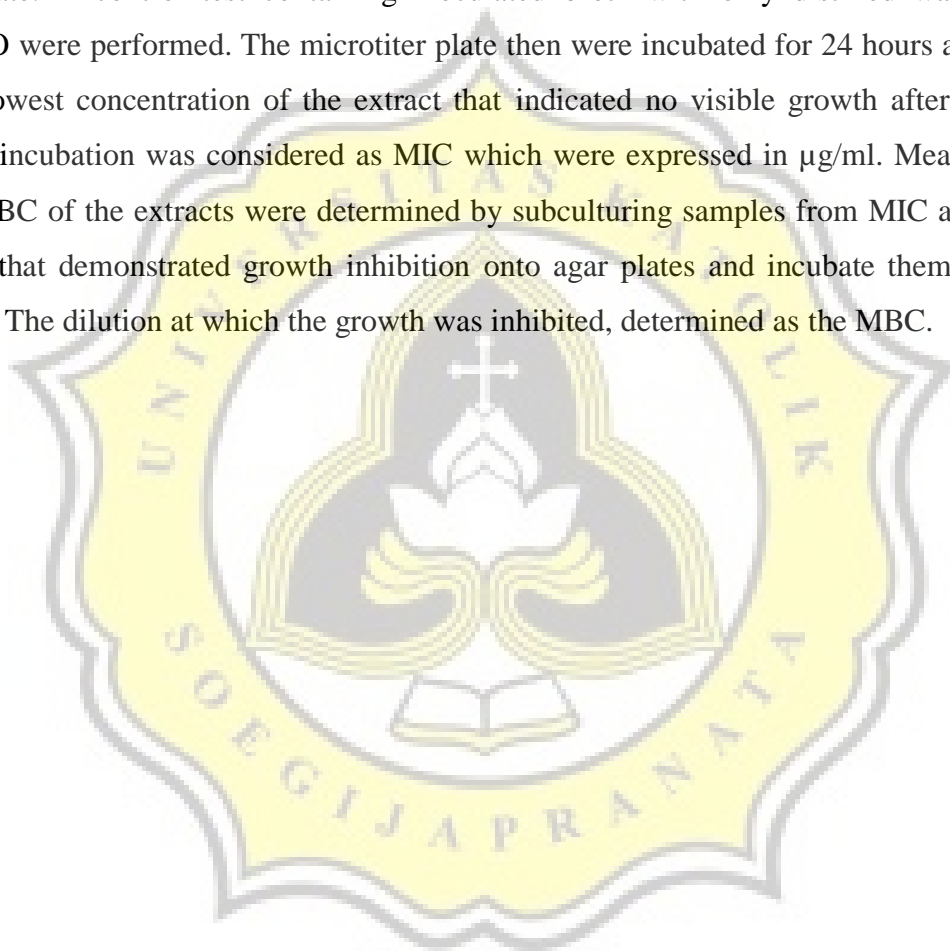 were performed. The microtiter plate then were incubated for 24 hours
owest concentration of the extract that indicated no visible growth after
incubation was considered as MIC which were expressed in µg/ml. Mea
BC of the extracts were determined by subculturing samples from MIC a
that demonstrated growth inhibition onto agar plates and incubate them
The dilution at which the growth was inhibited, determined as the MBC.
UNIVERSITAS KATOLIK
SOEGIJAPRANATA